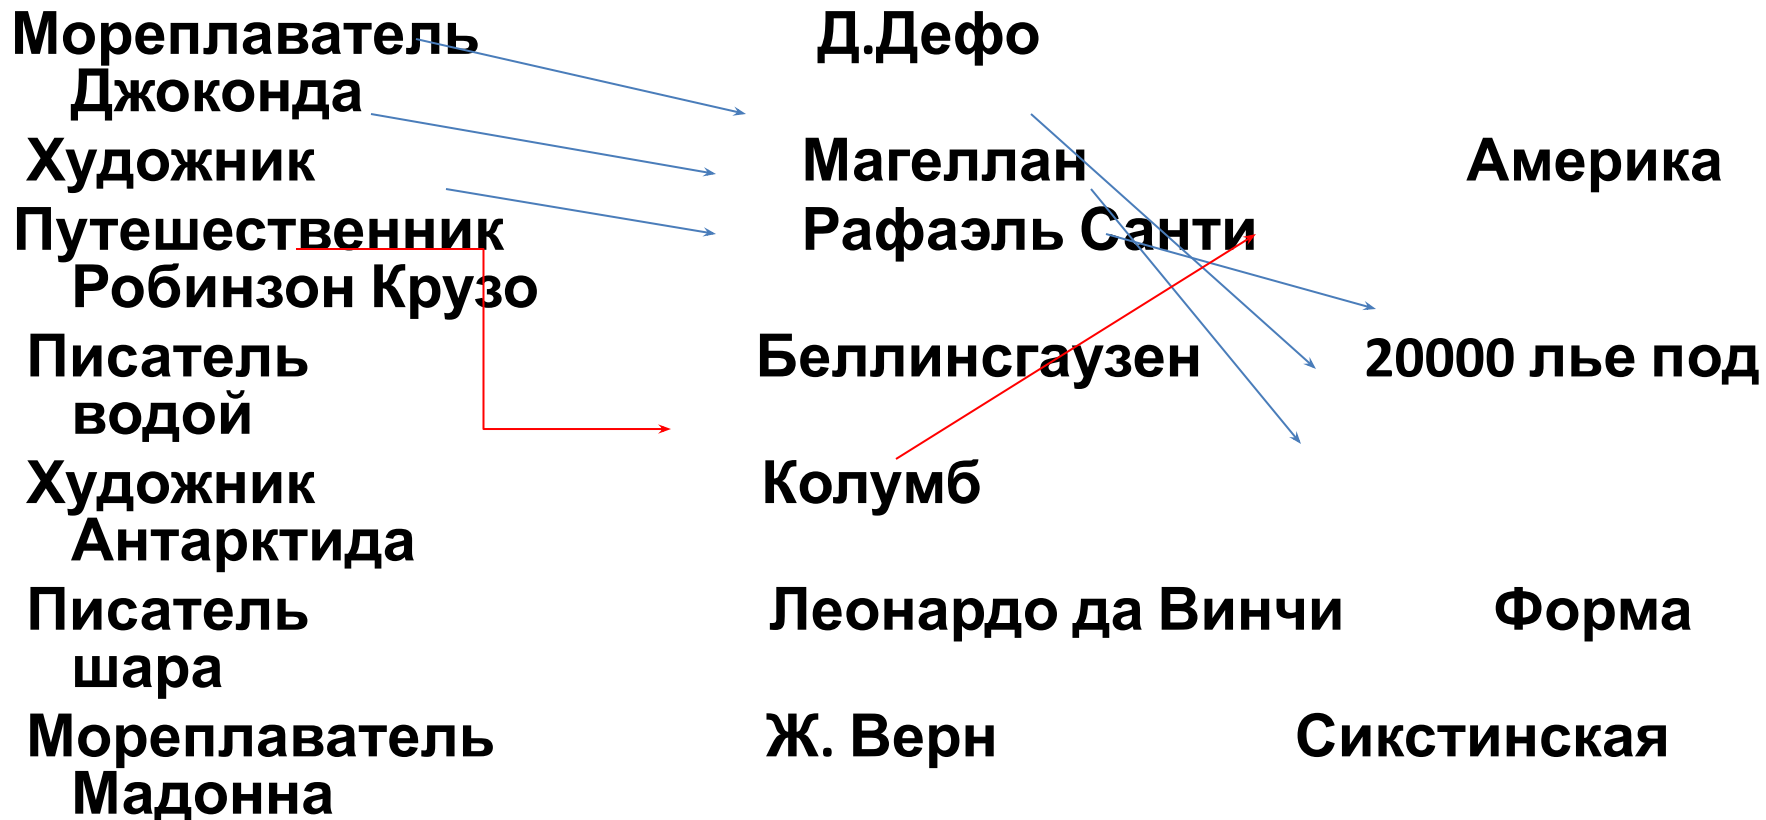 Мореплаватель Д.Дефо
Джоконда
Художник Магеллан Америка
Путешественник Рафаэль Санти
Робинзон Крузо
Писатель Беллинсгаузен 20000 лье под
водой
Художник Колумб
Антарктида
Писатель Леонардо да Винчи Форма
шара
Мореплаватель Ж. Верн Сикстинская
Мадонна